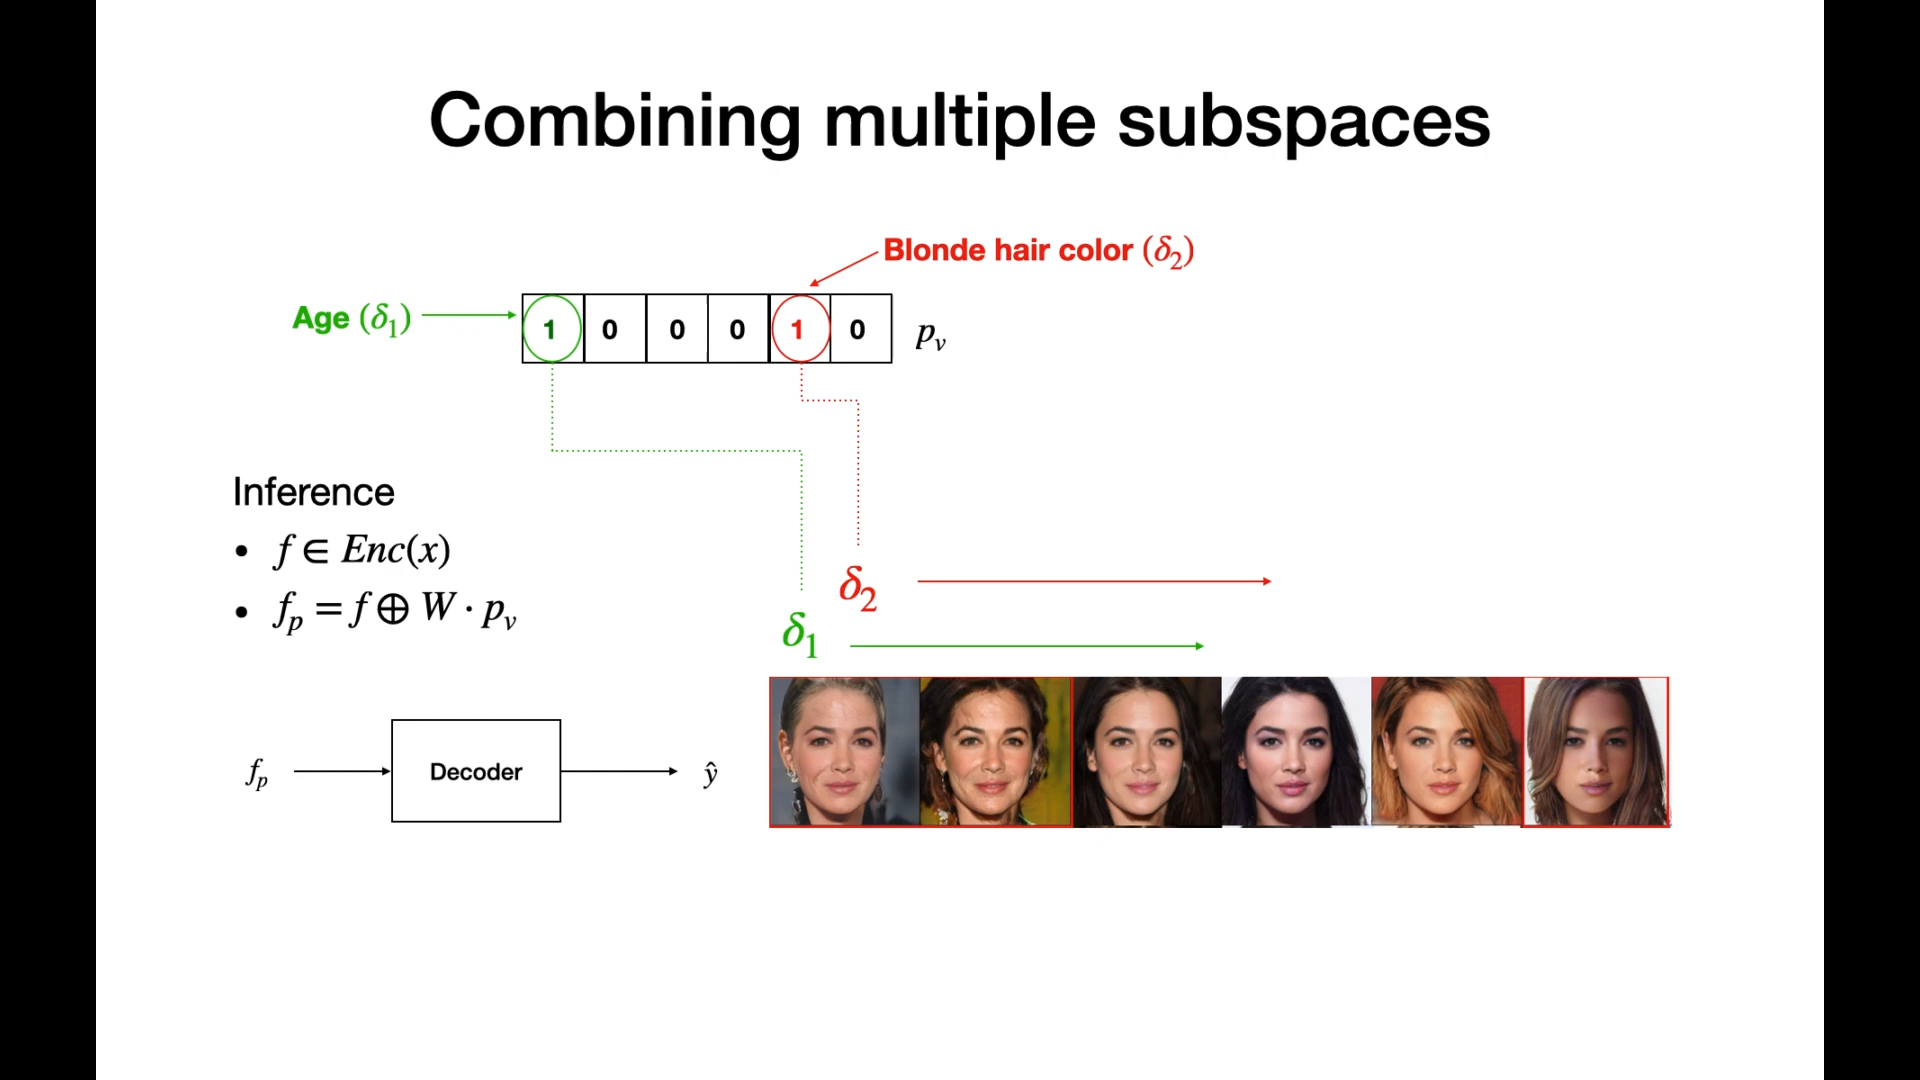 Combining multiple subspaces
Blonde hair color (δ₂)
Age (δ₁)
1 0 0 0 1 0 pᵥ
Inference
• f ∈ Enc(x)
• fₚ = f ⊕ W · pᵥ
δ₂
δ₁
fₚ Decoder ŷ